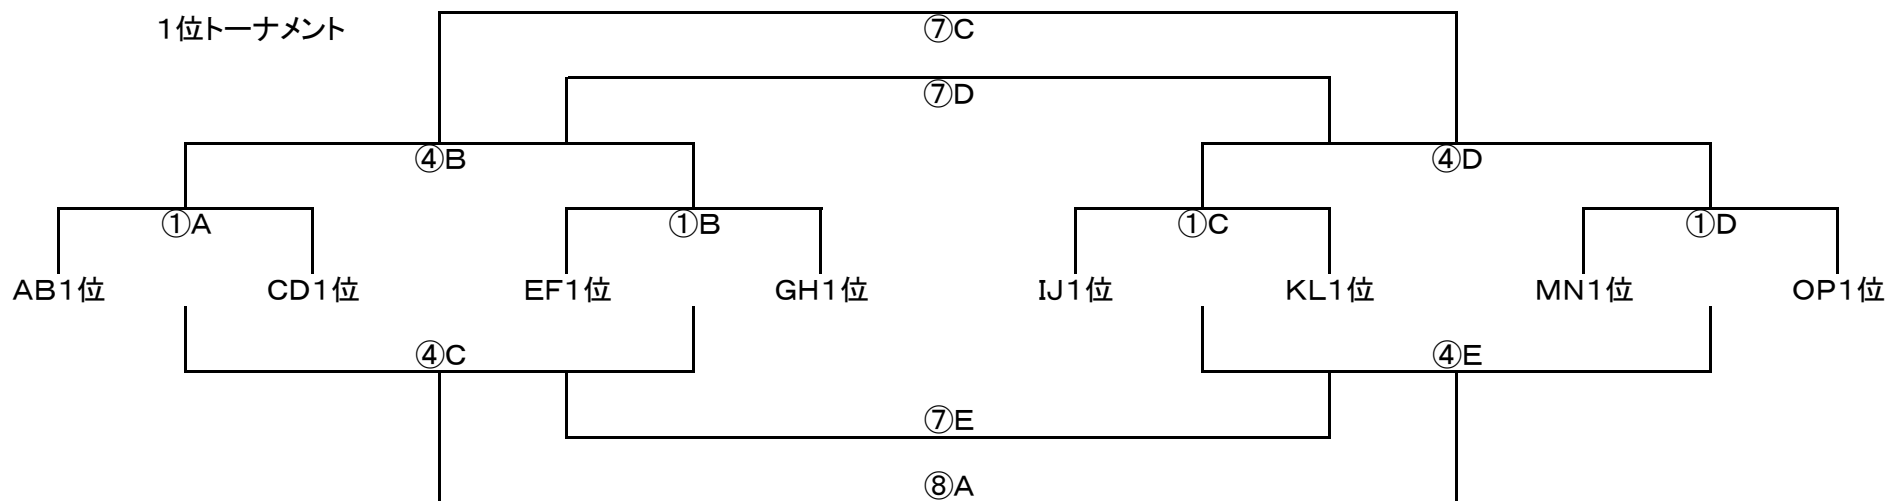 １位トーナメント
⑦C
⑦D
④B
④D
①A
①B
①C
①D
AB１位
CD１位
EF１位
GH１位
IJ１位
KL１位
MN１位
OP１位
④C
④E
⑦E
⑧A